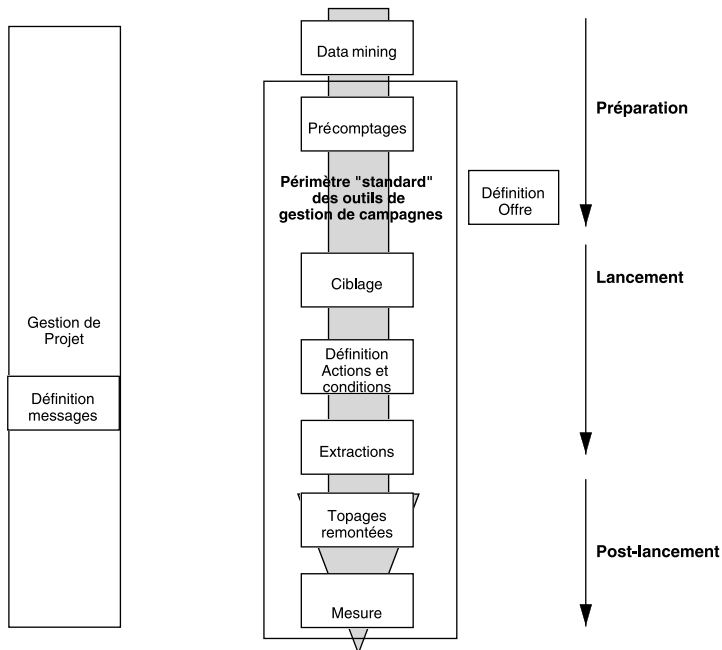 Data mining
Précomptages
Préparation
Périmètre "standard"
des outils de
gestion de campagnes
Définition
Offre
Ciblage
Lancement
Gestion de
Projet
Définition
Actions et
conditions
Définition
messages
Extractions
Topages
remontées
Post-lancement
Mesure